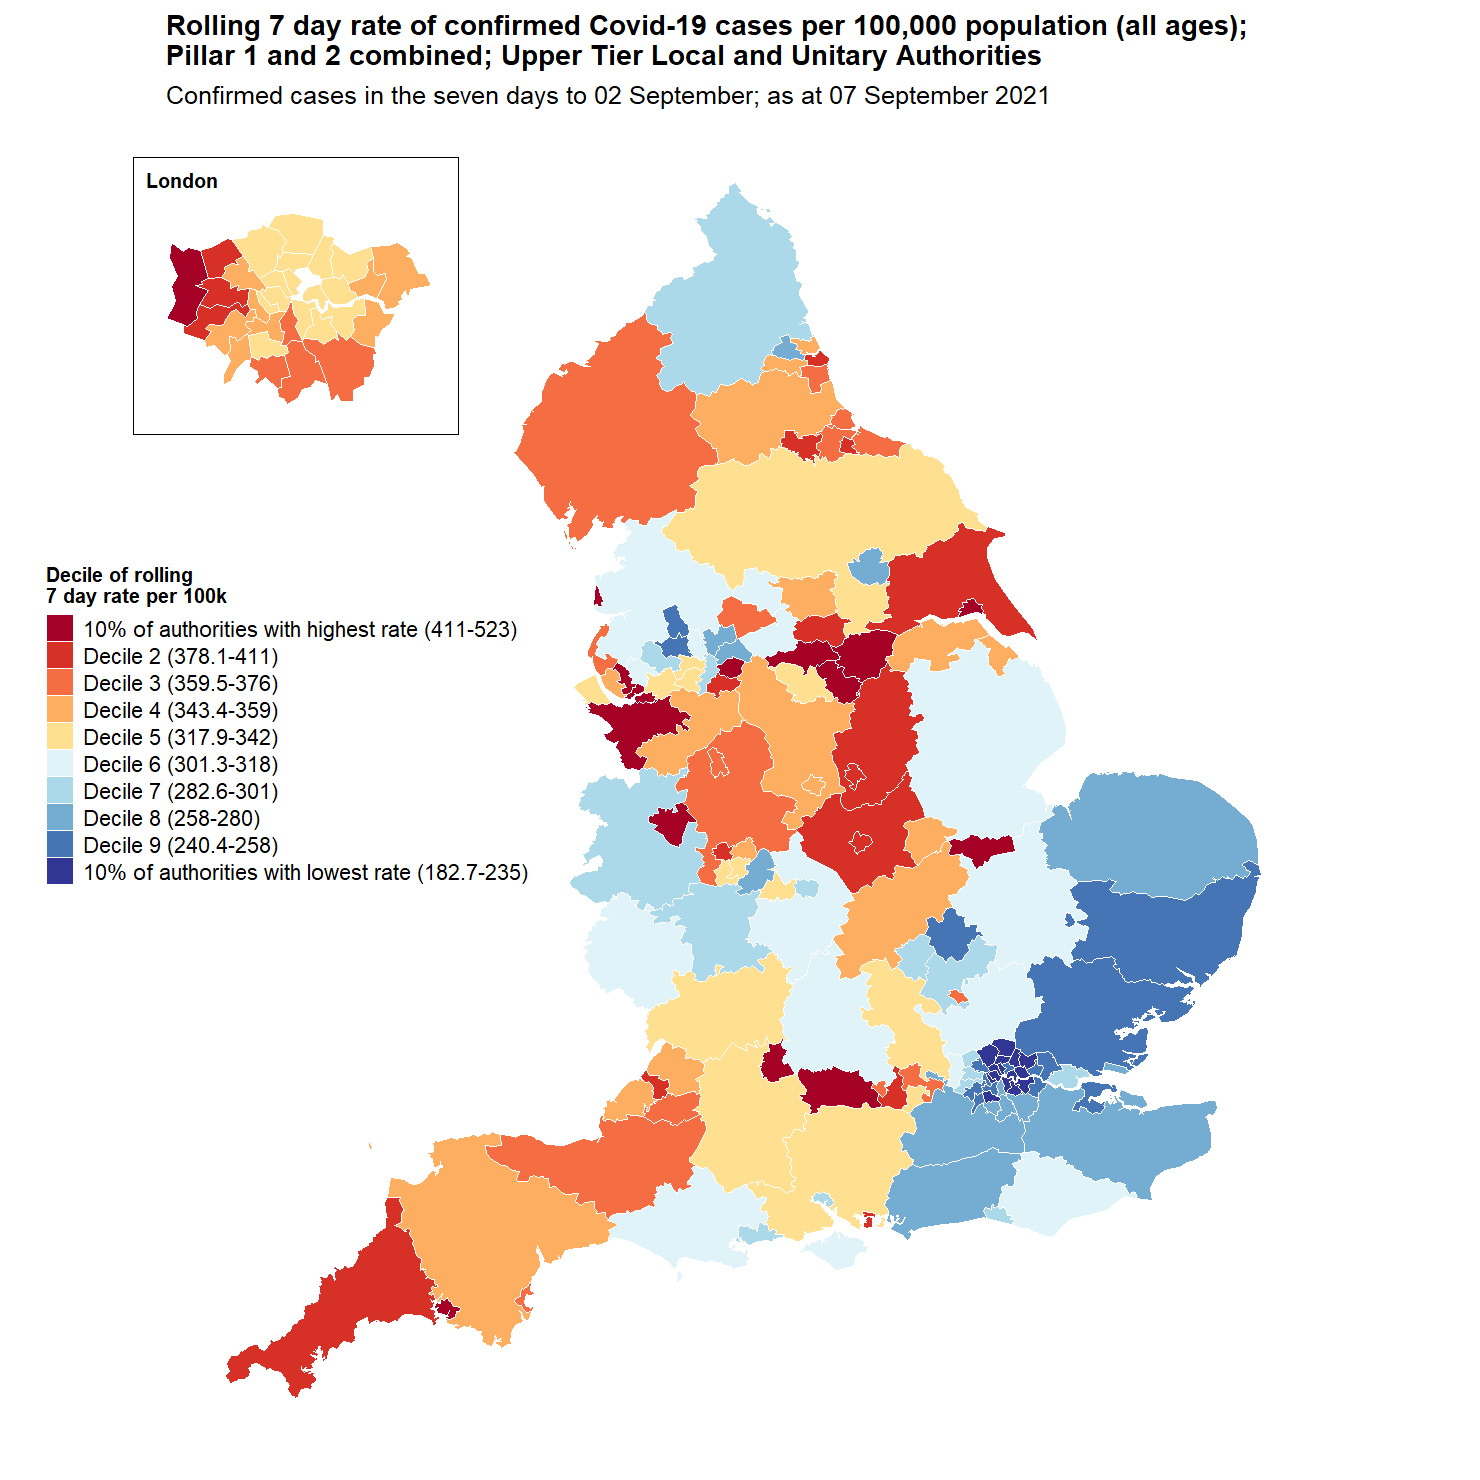 Rolling 7 day rate of confirmed Covid-19 cases per 100,000 population (all ages);
Pillar 1 and 2 combined; Upper Tier Local and Unitary Authorities
Confirmed cases in the seven days to 02 September; as at 07 September 2021
London
Decile of rolling
7 day rate per 100k
10% of authorities with highest rate (411-523)
Decile 2 (378.1-411)
Decile 3 (359.5-376)
Decile 4 (343.4-359)
Decile 5 (317.9-342)
Decile 6 (301.3-318)
Decile 7 (282.6-301)
Decile 8 (258-280)
Decile 9 (240.4-258)
10% of authorities with lowest rate (182.7-235)